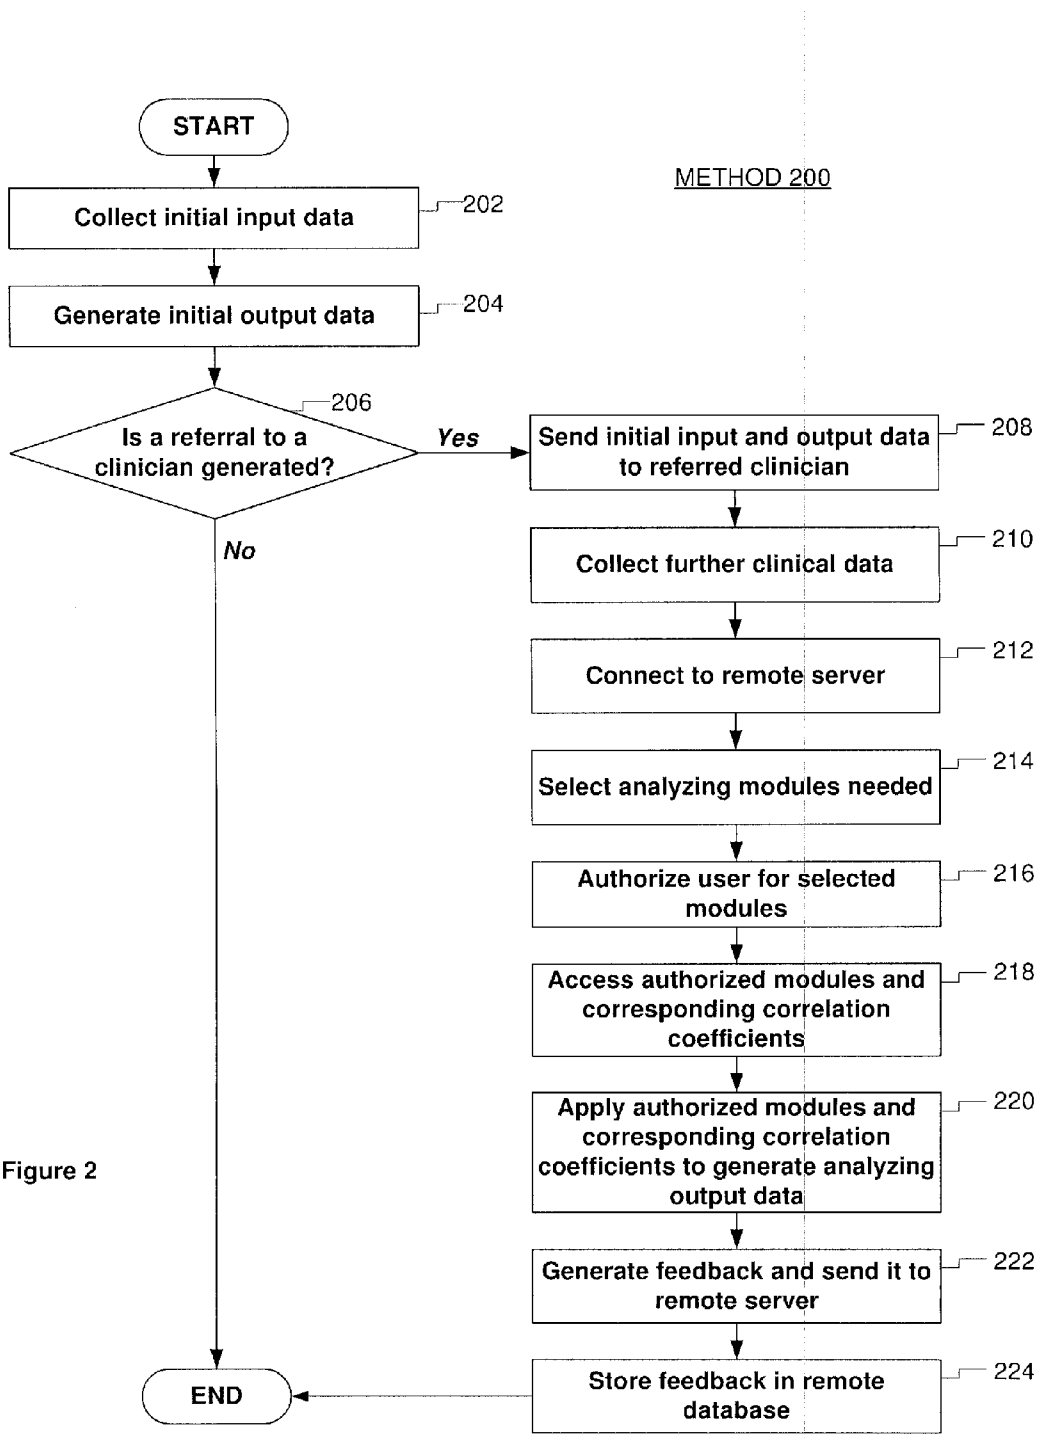 START
METHOD 200
Collect initial input data
202
Generate initial output data
204
206
Is a referral to a
clinician generated?
Yes
No
Send initial input and output data
to referred clinician
208
Collect further clinical data
210
Connect to remote server
212
Select analyzing modules needed
214
Authorize user for selected
modules
216
Access authorized modules and
corresponding correlation
coefficients
218
Apply authorized modules and
corresponding correlation
coefficients to generate analyzing
output data
220
Figure 2
Generate feedback and send it to
remote server
222
Store feedback in remote
database
224
END